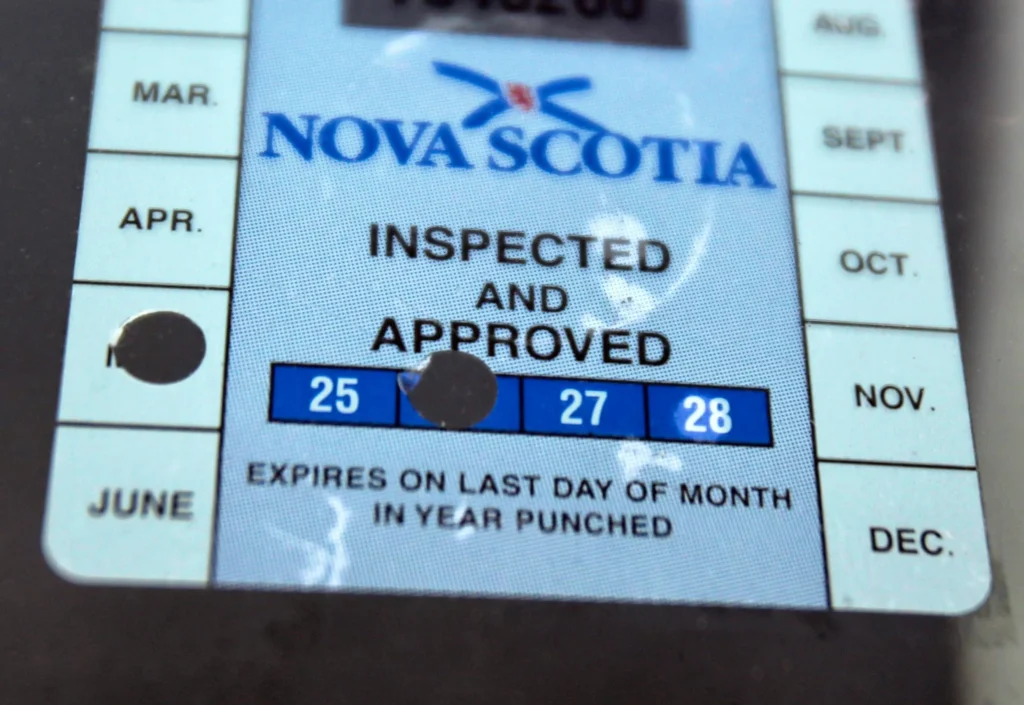 MAR.
APR.
JUNE
NOVA SCOTIA
INSPECTED
AND
APPROVED
25 27 28
EXPIRES ON LAST DAY OF MONTH
IN YEAR PUNCHED
AUG.
SEPT.
OCT.
NOV.
DEC.